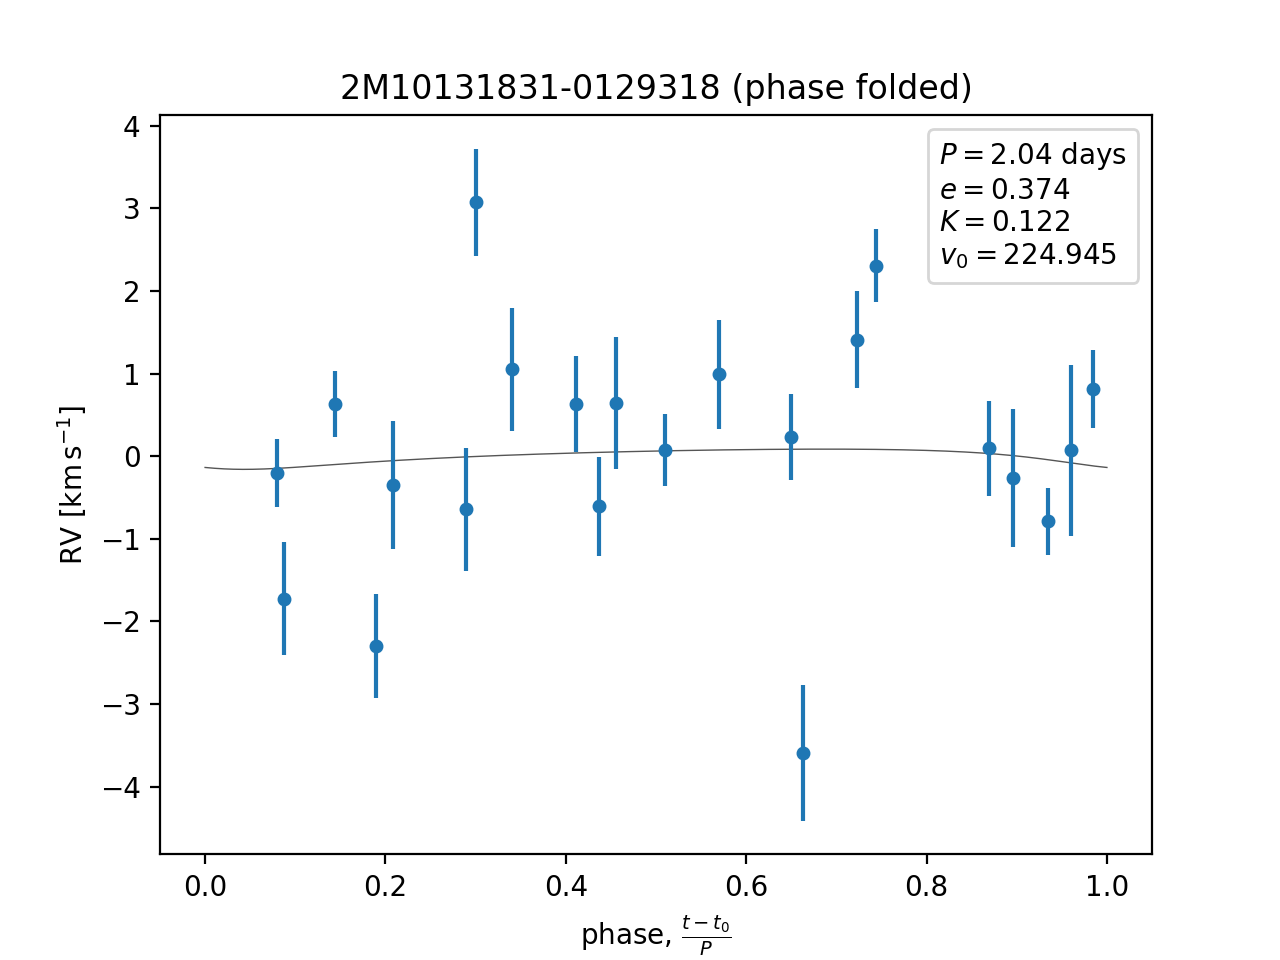 2M10131831-0129318 (phase folded)
P = 2.04 days
e = 0.374
K = 0.122
v₀ = 224.945
RV [km s⁻¹]
4
3
2
1
0
−1
−2
−3
−4
0.0 0.2 0.4 0.6 0.8 1.0
phase, (t − t₀)/P